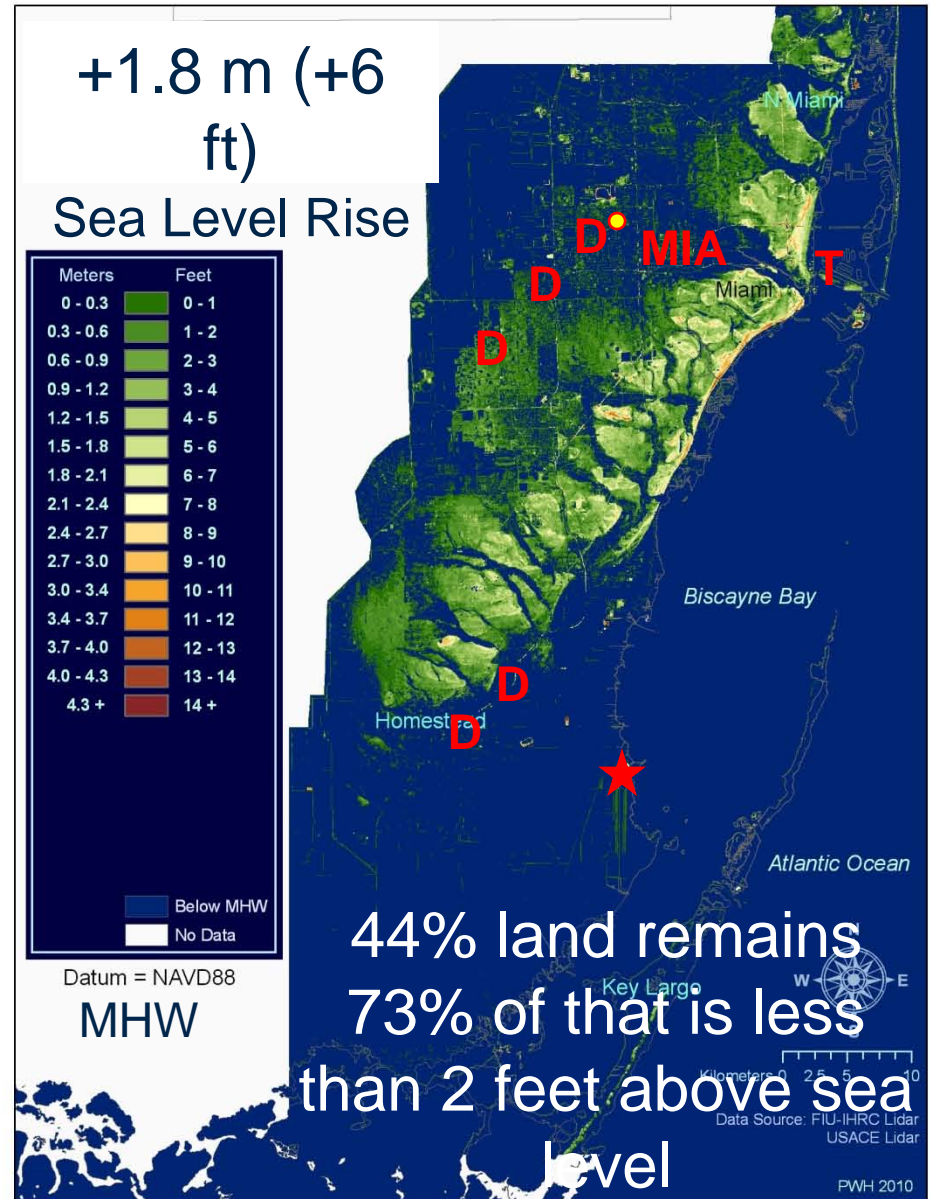 +1.8 m (+6
ft)
Sea Level Rise
Meters Feet
0 - 0.3 0 - 1
0.3 - 0.6 1 - 2
0.6 - 0.9 2 - 3
0.9 - 1.2 3 - 4
1.2 - 1.5 4 - 5
1.5 - 1.8 5 - 6
1.8 - 2.1 6 - 7
2.1 - 2.4 7 - 8
2.4 - 2.7 8 - 9
2.7 - 3.0 9 - 10
3.0 - 3.4 10 - 11
3.4 - 3.7 11 - 12
3.7 - 4.0 12 - 13
4.0 - 4.3 13 - 14
4.3 + 14 +
Below MHW
No Data
Datum = NAVD88
MHW
N Miami
D
MIA
T
D
Miami
D
Biscayne Bay
D
Homestead
D
Atlantic Ocean
44% land remains
Key Largo
W E
73% of that is less
than 2 feet above sea
level
Kilometers 0 2.5 5 10
Data Source: FIU-IHRC Lidar
USACE Lidar
PWH 2010